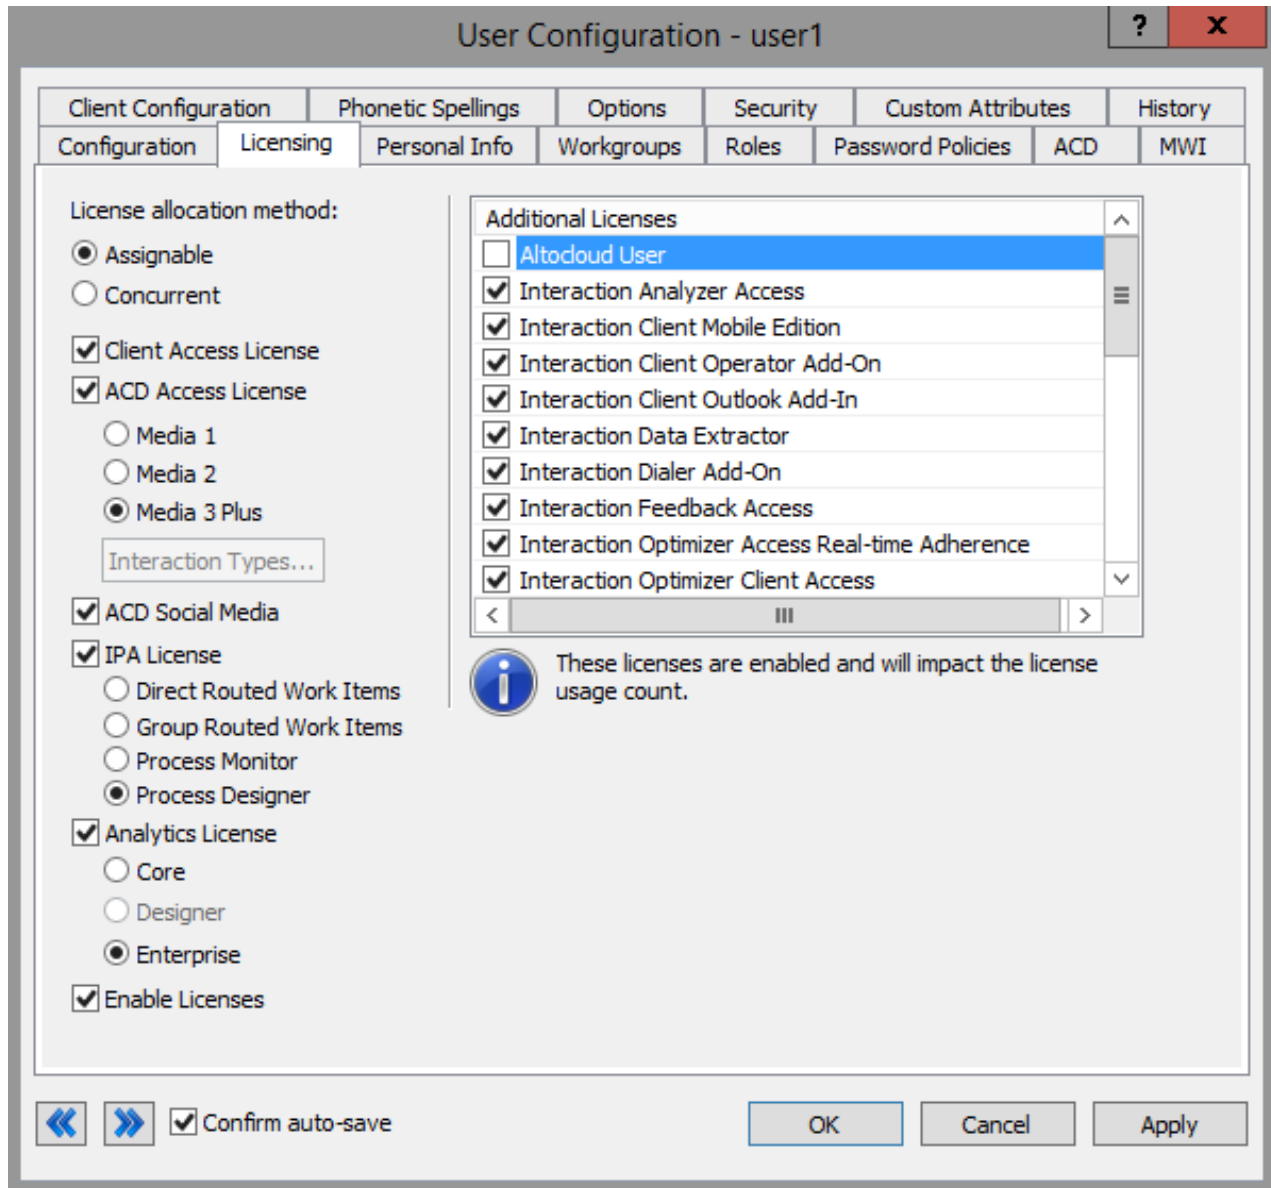 User Configuration - user1
? X
Client Configuration Phonetic Spellings Options Security Custom Attributes History
Configuration Licensing Personal Info Workgroups Roles Password Policies ACD MWI
License allocation method:
Assignable
Concurrent
Client Access License
ACD Access License
Media 1
Media 2
Media 3 Plus
Interaction Types...
ACD Social Media
IPA License
Direct Routed Work Items
Group Routed Work Items
Process Monitor
Process Designer
Analytics License
Core
Designer
Enterprise
Enable Licenses
Additional Licenses
Altocloud User
Interaction Analyzer Access
Interaction Client Mobile Edition
Interaction Client Operator Add-On
Interaction Client Outlook Add-In
Interaction Data Extractor
Interaction Dialer Add-On
Interaction Feedback Access
Interaction Optimizer Access Real-time Adherence
Interaction Optimizer Client Access
These licenses are enabled and will impact the license
usage count.
Confirm auto-save
OK Cancel Apply